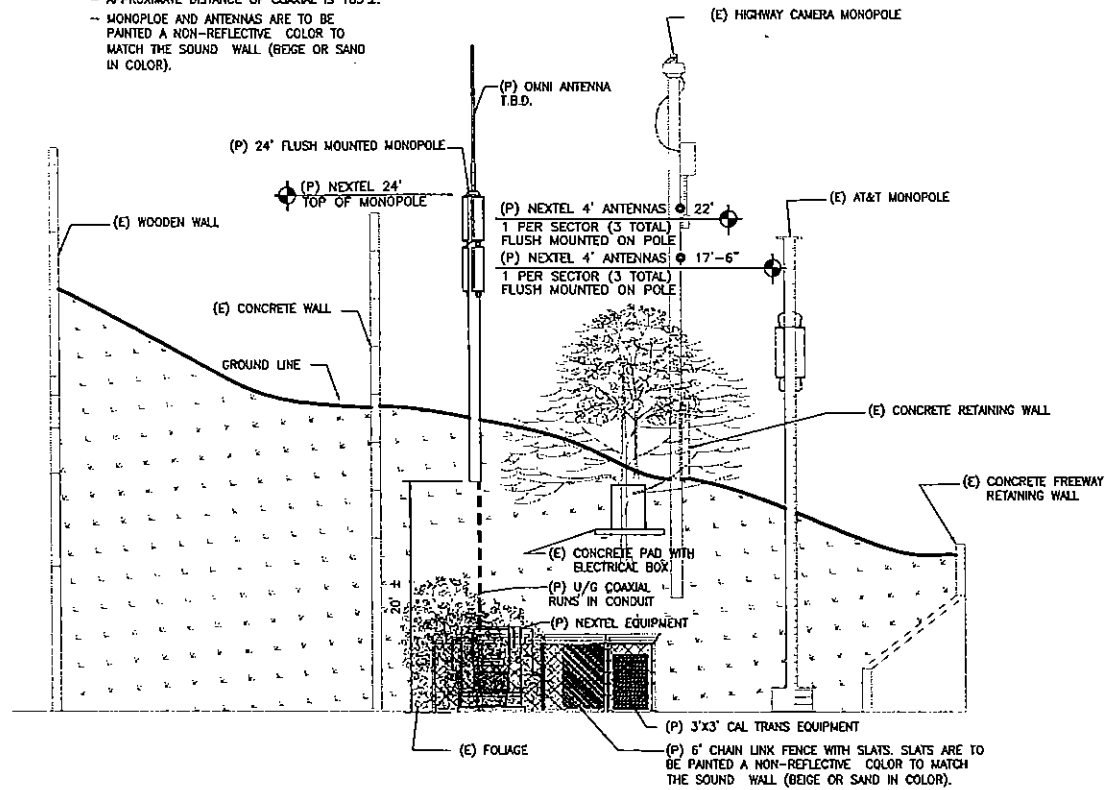 - APPROXIMATE DISTANCE OF COAXIAL IS 165'±.
- MONOPLOE AND ANTENNAS ARE TO BE
PAINTED A NON-REFLECTIVE COLOR TO
MATCH THE SOUND WALL (BEIGE OR SAND
IN COLOR).
(E) HIGHWAY CAMERA MONOPOLE
(P) OMNI ANTENNA
T.B.D.
(P) 24' FLUSH MOUNTED MONOPOLE
(P) NEXTEL 24'
TOP OF MONOPOLE
(P) NEXTEL 4' ANTENNAS 22'
1 PER SECTOR (3 TOTAL)
FLUSH MOUNTED ON POLE
(P) NEXTEL 4' ANTENNAS 17'-6"
1 PER SECTOR (3 TOTAL)
FLUSH MOUNTED ON POLE
(E) AT&T MONOPOLE
(E) WOODEN WALL
(E) CONCRETE WALL
GROUND LINE
(E) CONCRETE RETAINING WALL
(E) CONCRETE FREEWAY
RETAINING WALL
(E) CONCRETE PAD WITH
ELECTRICAL BOX
(P) U/G COAXIAL
RUNS IN CONDUIT
20' ±
(P) NEXTEL EQUIPMENT
(P) 3'X3' CAL TRANS EQUIPMENT
(E) FOLIAGE
(P) 6' CHAIN LINK FENCE WITH SLATS. SLATS ARE TO
BE PAINTED A NON-REFLECTIVE COLOR TO MATCH
THE SOUND WALL (BEIGE OR SAND IN COLOR).